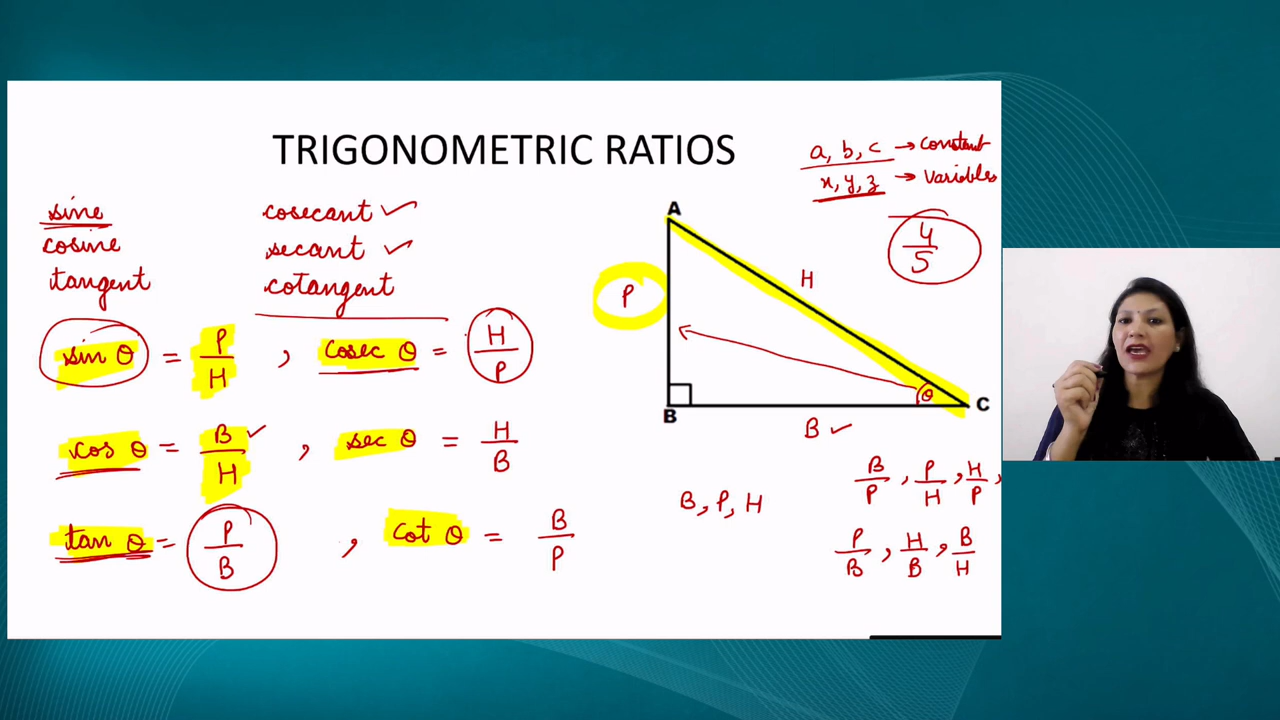 TRIGONOMETRIC RATIOS
a, b, c → Constant
x, y, z → Variables
4/5
sine cosecant ✓
cosine secant ✓
tangent cotangent
sin θ = P/H , cosec θ = H/P
cos θ = B/H ✓ , sec θ = H/B
tan θ = P/B , cot θ = B/P
A
P
H
θ
B
C
B ✓
B, P, H
B/P , P/H , H/P ,
P/B , H/B , B/H